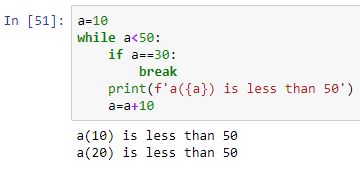 In [51]: a=10
while a<50:
    if a==30:
        break
    print(f'a({a}) is less than 50')
    a=a+10
a(10) is less than 50
a(20) is less than 50